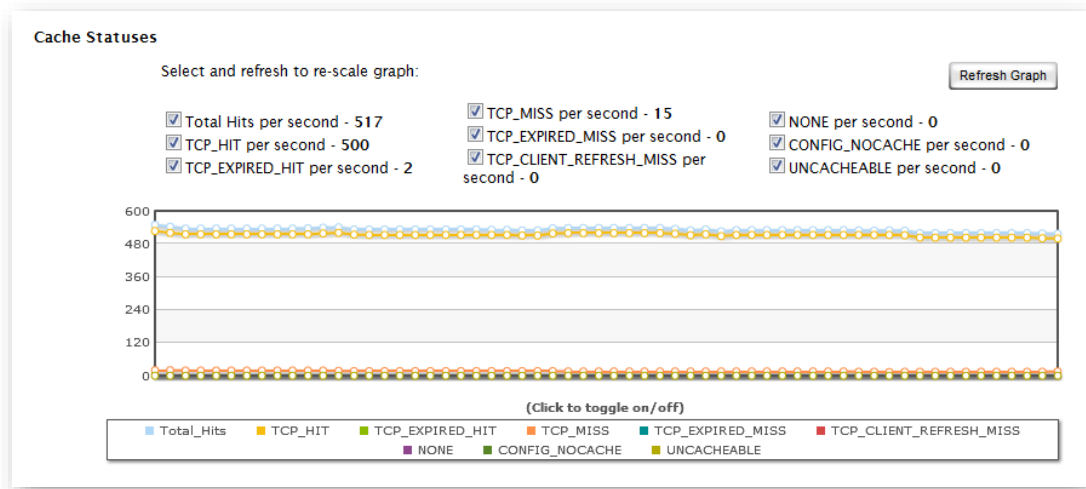 Cache Statuses
Select and refresh to re-scale graph:
Refresh Graph
Total Hits per second - 517
TCP_HIT per second - 500
TCP_EXPIRED_HIT per second - 2
TCP_MISS per second - 15
TCP_EXPIRED_MISS per second - 0
TCP_CLIENT_REFRESH_MISS per
second - 0
NONE per second - 0
CONFIG_NOCACHE per second - 0
UNCACHEABLE per second - 0
600
480
360
240
120
0
(Click to toggle on/off)
Total_Hits TCP_HIT TCP_EXPIRED_HIT TCP_MISS TCP_EXPIRED_MISS TCP_CLIENT_REFRESH_MISS
NONE CONFIG_NOCACHE UNCACHEABLE